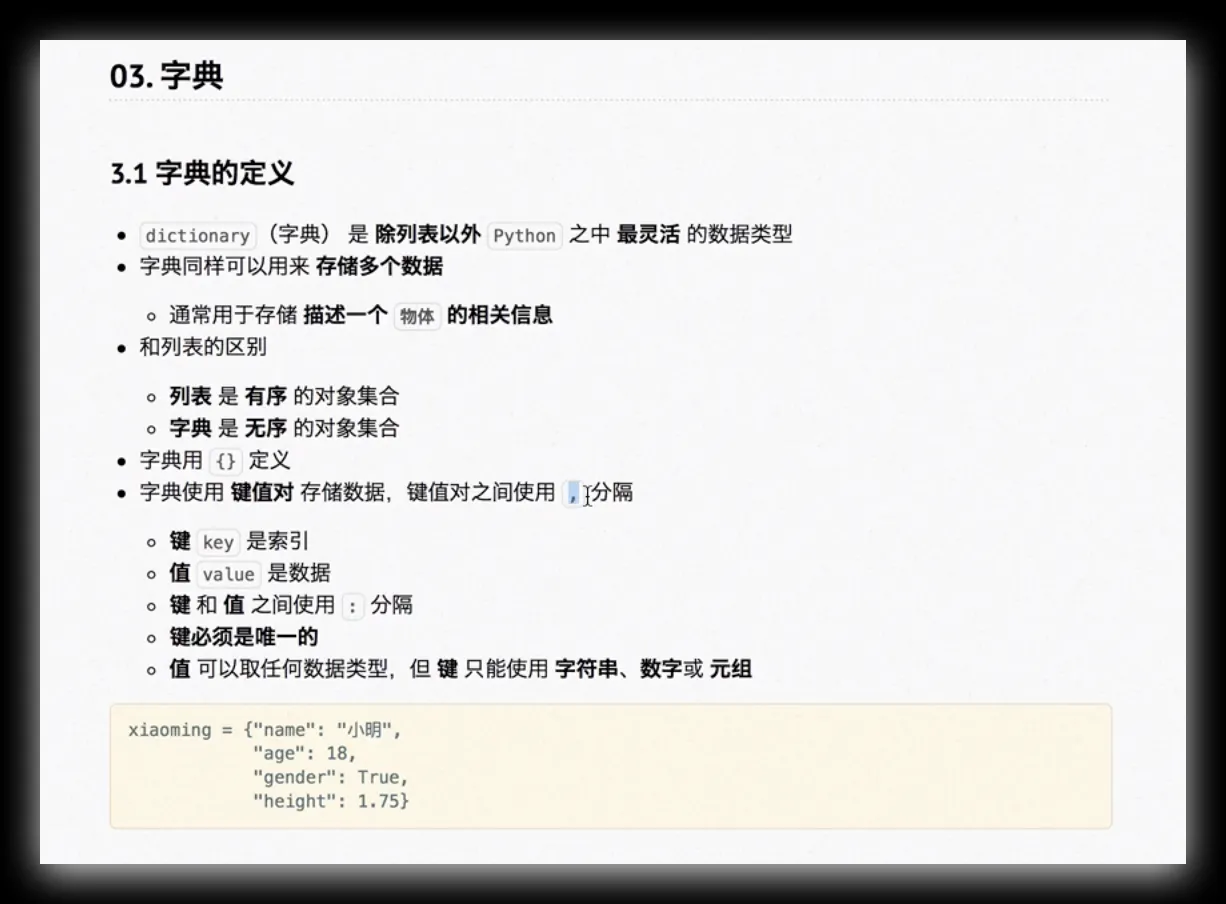 03. 字典
3.1 字典的定义
dictionary（字典） 是 除列表以外 Python 之中 最灵活 的数据类型
字典同样可以用来 存储多个数据
通常用于存储 描述一个 物体 的相关信息
和列表的区别
列表 是 有序 的对象集合
字典 是 无序 的对象集合
字典用 {} 定义
字典使用 键值对 存储数据，键值对之间使用 , 分隔
键 key 是索引
值 value 是数据
键 和 值 之间使用 : 分隔
键必须是唯一的
值 可以取任何数据类型，但 键 只能使用 字符串、数字或 元组
xiaoming = {"name": "小明",
"age": 18,
"gender": True,
"height": 1.75}